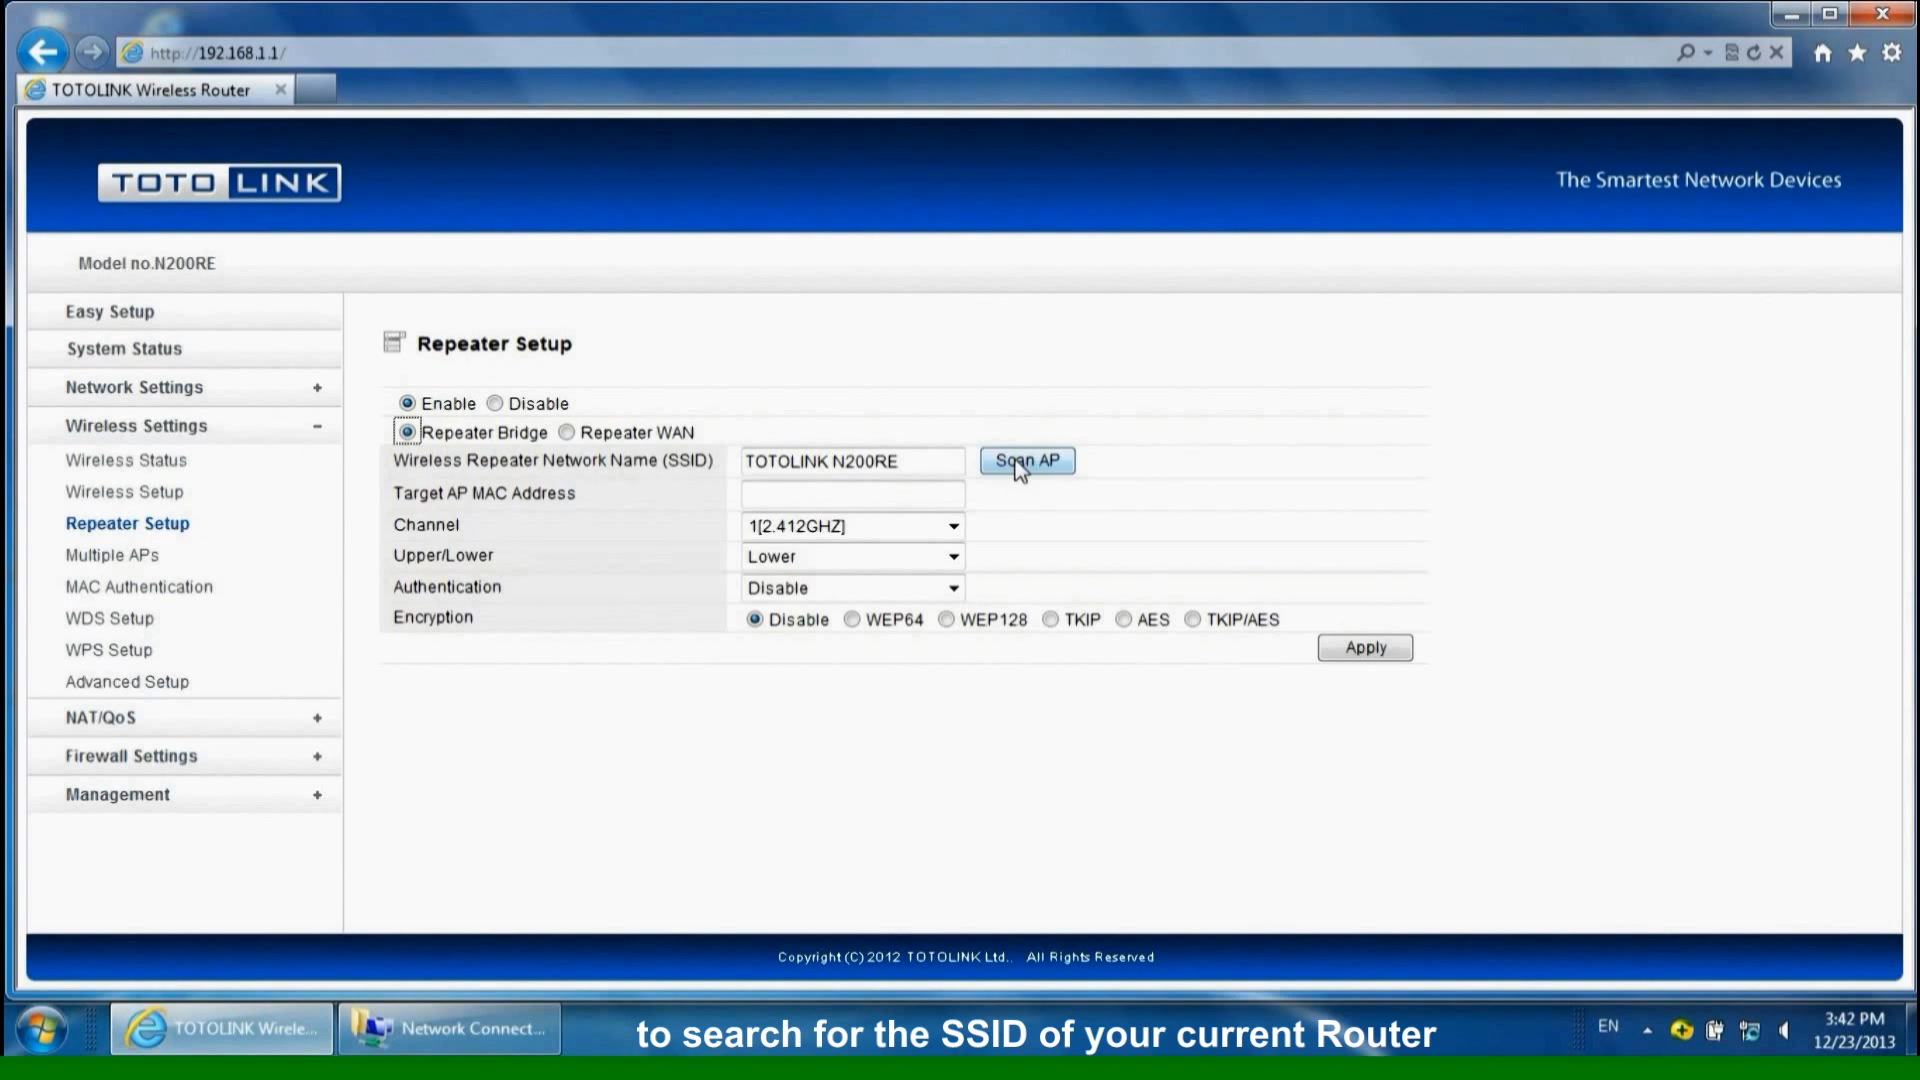 http://192.168.1.1/
TOTOLINK Wireless Router
TOTO LINK
The Smartest Network Devices
Model no.N200RE
Easy Setup
System Status
Network Settings +
Wireless Settings -
Wireless Status
Wireless Setup
Repeater Setup
Multiple APs
MAC Authentication
WDS Setup
WPS Setup
Advanced Setup
NAT/QoS +
Firewall Settings +
Management +
Repeater Setup
Enable Disable
Repeater Bridge Repeater WAN
Wireless Repeater Network Name (SSID) TOTOLINK N200RE Scan AP
Target AP MAC Address
Channel 1[2.412GHZ]
Upper/Lower Lower
Authentication Disable
Encryption Disable WEP64 WEP128 TKIP AES TKIP/AES
Apply
Copyright (C) 2012 TOTOLINK Ltd., All Rights Reserved
TOTOLINK Wirele... Network Connect... to search for the SSID of your current Router EN 3:42 PM
12/23/2013